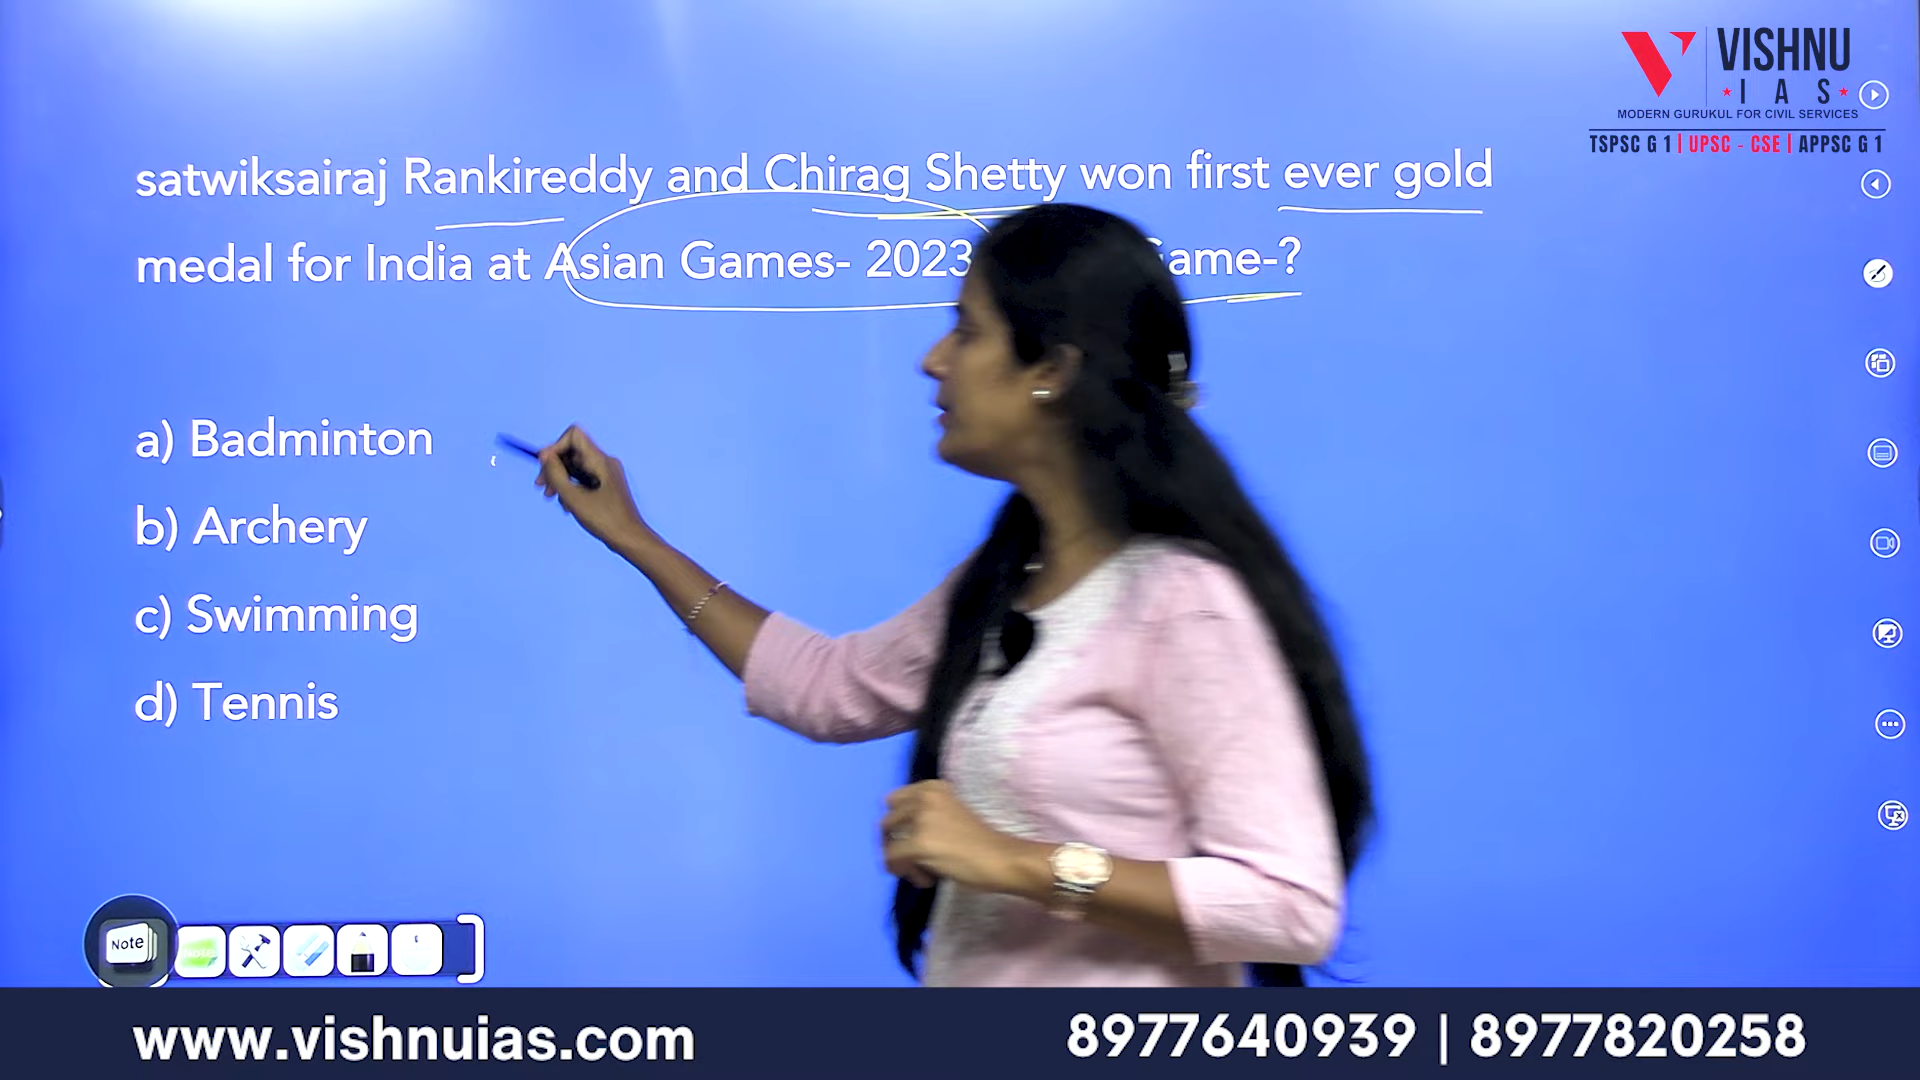 VISHNU
IAS
MODERN GURUKUL FOR CIVIL SERVICES
TSPSC G 1 | UPSC - CSE | APPSC G 1
satwiksairaj Rankireddy and Chirag Shetty won first ever gold
medal for India at Asian Games- 2023 ame-?
a) Badminton
b) Archery
c) Swimming
d) Tennis
Note
www.vishnuias.com
8977640939 | 8977820258